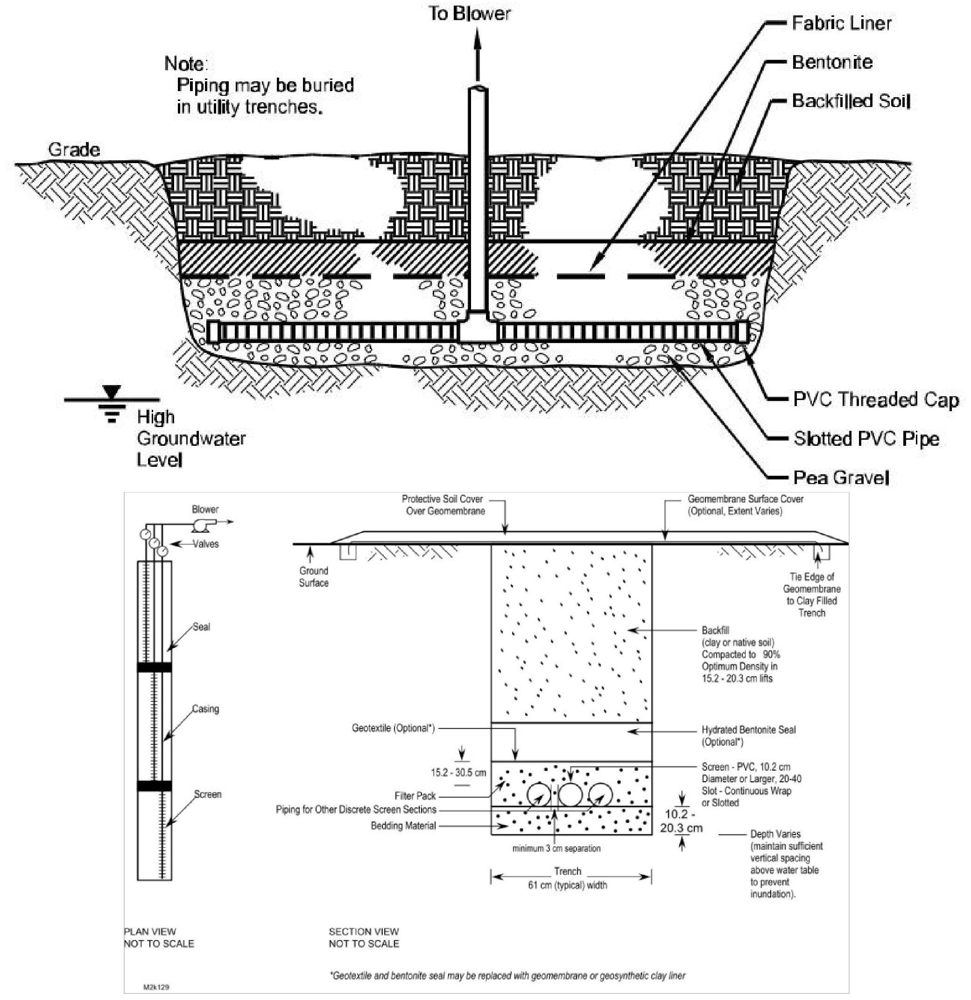 To Blower
Fabric Liner
Note:
Bentonite
Piping may be buried
in utility trenches.
Backfilled Soil
Grade
PVC Threaded Cap
High
Groundwater
Level
Slotted PVC Pipe
Pea Gravel
Blower
Valves
Seal
Casing
Screen
PLAN VIEW
NOT TO SCALE
M2k129
Protective Soil Cover
Over Geomembrane
Geomembrane Surface Cover
(Optional, Extent Varies)
Ground
Surface
Tie Edge of
Geomembrane
to Clay Filled
Trench
Backfill
(clay or native soil)
Compacted to 90%
Optimum Density in
15.2 - 20.3 cm lifts
Geotextile (Optional*)
Hydrated Bentonite Seal
(Optional*)
15.2 - 30.5 cm
Screen - PVC, 10.2 cm
Diameter or Larger, 20-40
Slot - Continuous Wrap
or Slotted
Filter Pack
Piping for Other Discrete Screen Sections
Bedding Material
10.2 -
20.3 cm
minimum 3 cm separation
Depth Varies
(maintain sufficient
vertical spacing
above water table
to prevent
inundation).
Trench
61 cm (typical) width
SECTION VIEW
NOT TO SCALE
*Geotextile and bentonite seal may be replaced with geomembrane or geosynthetic clay liner